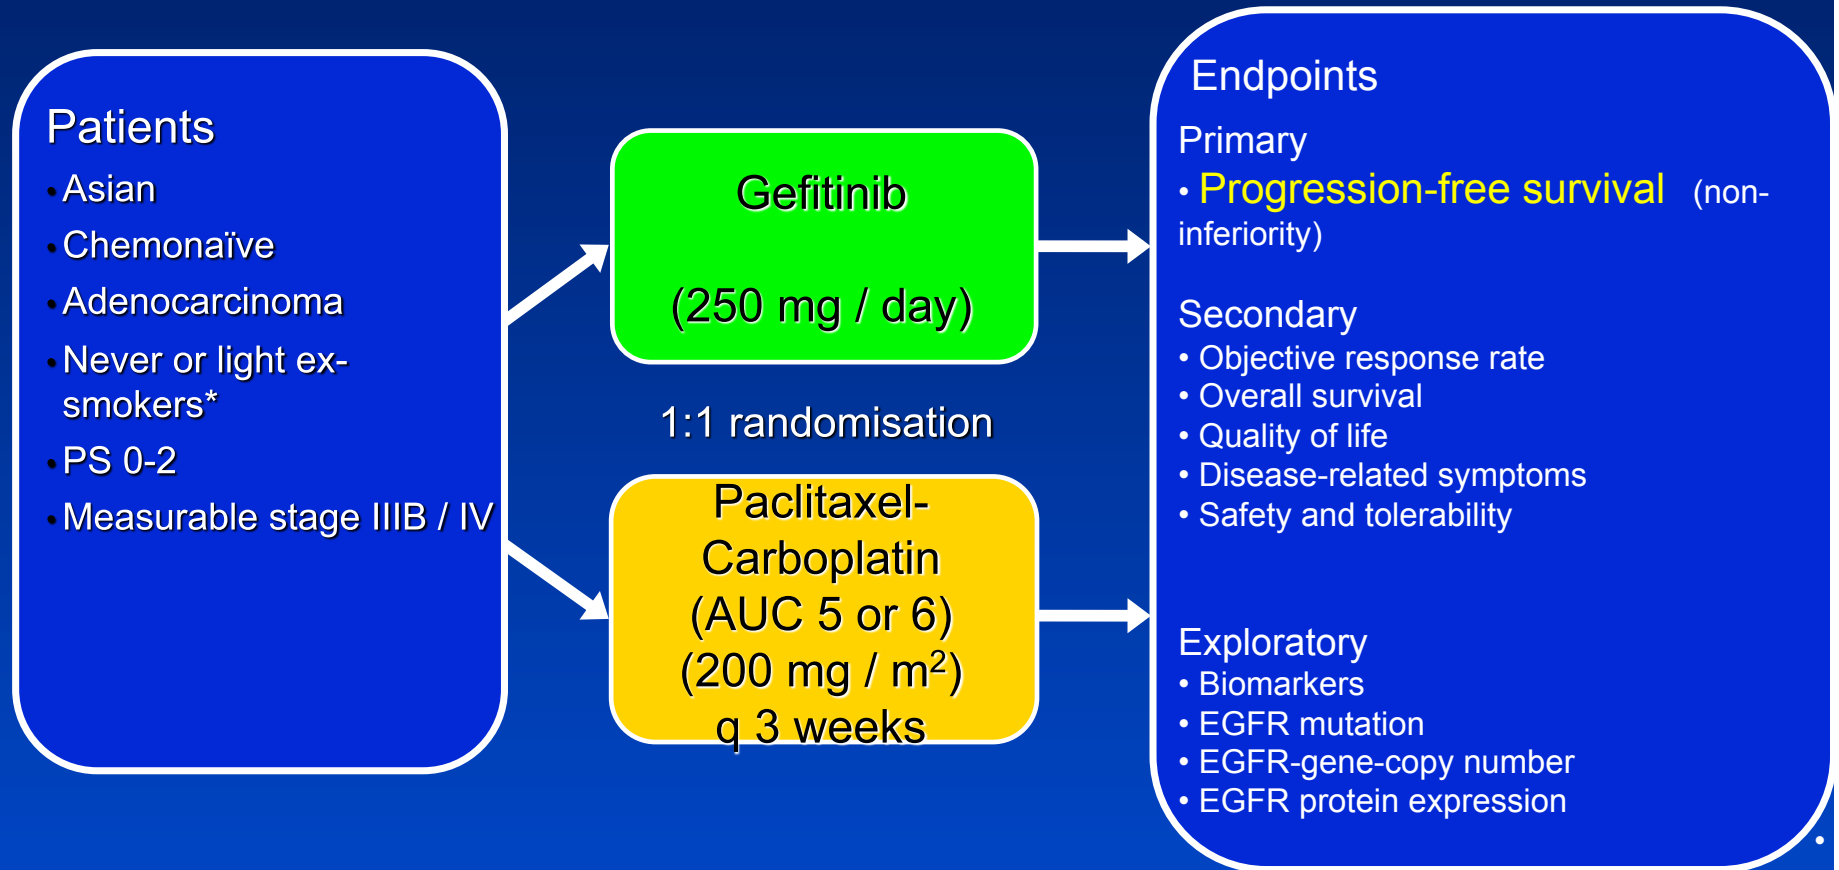 Patients
• Asian
• Chemonaïve
• Adenocarcinoma
• Never or light ex-
smokers*
• PS 0-2
• Measurable stage IIIB / IV
Gefitinib
(250 mg / day)
1:1 randomisation
Paclitaxel-
Carboplatin
(AUC 5 or 6)
(200 mg / m²)
q 3 weeks
Endpoints
Primary
• Progression-free survival (non-
inferiority)
Secondary
• Objective response rate
• Overall survival
• Quality of life
• Disease-related symptoms
• Safety and tolerability
Exploratory
• Biomarkers
• EGFR mutation
• EGFR-gene-copy number
• EGFR protein expression